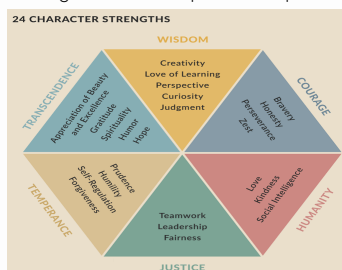 24 CHARACTER STRENGTHS
WISDOM
Creativity
Love of Learning
Perspective
Curiosity
Judgment
COURAGE
Bravery
Honesty
Perseverance
Zest
HUMANITY
Love
Kindness
Social Intelligence
JUSTICE
Teamwork
Leadership
Fairness
TEMPERANCE
Prudence
Humility
Self-Regulation
Forgiveness
TRANSCENDENCE
Appreciation of Beauty
and Excellence
Gratitude
Spirituality
Humor
Hope